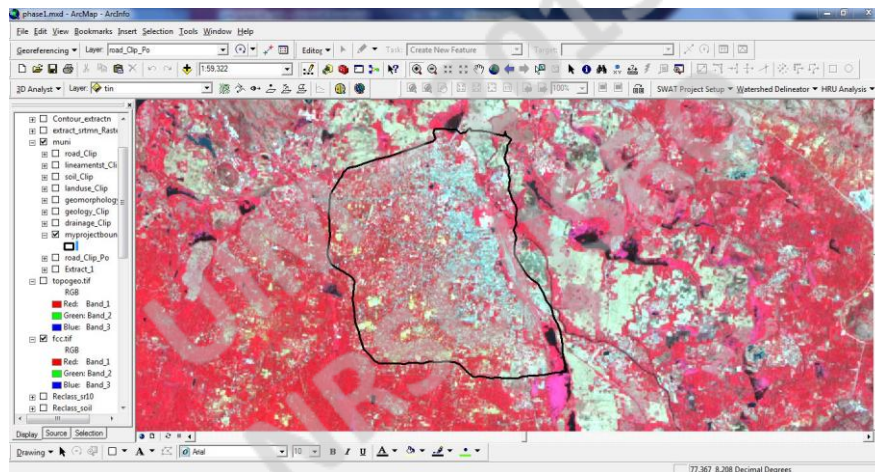 phase1.mxd - ArcMap - ArcInfo
File Edit View Bookmarks Insert Selection Tools Window Help
Georeferencing Layer: road_Clip_Po Editor Task: Create New Feature Target:
1:59,322
3D Analyst Layer: tin 100% SWAT Project Setup Watershed Delineator HRU Analysis
Contour_extractn
extract_srtmn_Rast
muni
road_Clip
lineamentst_Cli
soil_Clip
landuse_Clip
geomorpholog
geology_Clip
drainage_Clip
myprojectboun
road_Clip_Po
Extract_1
topogeo.tif
RGB
Red: Band_1
Green: Band_2
Blue: Band_3
fcc.tif
RGB
Red: Band_1
Green: Band_2
Blue: Band_3
Reclass_sr10
Reclass_soil
Display Source Selection
Drawing A Arial 10 B I U A
77.367 8.208 Decimal Degrees